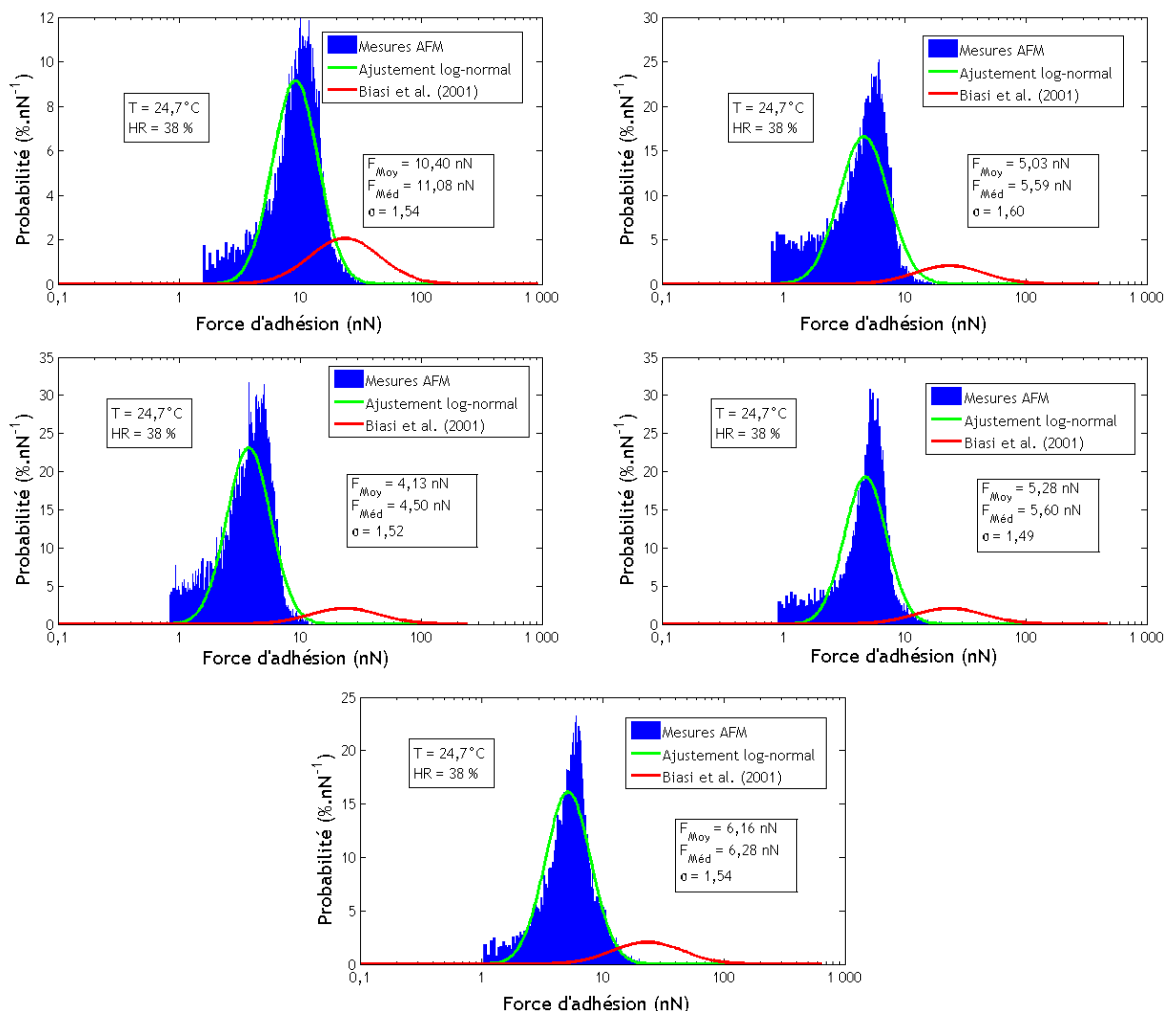 12
10
8
6
4
2
0
Probabilité (%.nN⁻¹)
T = 24,7°C
HR = 38 %
Mesures AFM
Ajustement log-normal
Biasi et al. (2001)
F_Moy = 10,40 nN
F_Méd = 11,08 nN
σ = 1,54
0,1 1 10 100 1 000
Force d'adhésion (nN)
30
25
20
15
10
5
0
Probabilité (%.nN⁻¹)
T = 24,7°C
HR = 38 %
Mesures AFM
Ajustement log-normal
Biasi et al. (2001)
F_Moy = 5,03 nN
F_Méd = 5,59 nN
σ = 1,60
0,1 1 10 100 1 000
Force d'adhésion (nN)
35
30
25
20
15
10
5
0
Probabilité (%.nN⁻¹)
T = 24,7°C
HR = 38 %
Mesures AFM
Ajustement log-normal
Biasi et al. (2001)
F_Moy = 4,13 nN
F_Méd = 4,50 nN
σ = 1,52
0,1 1 10 100 1 000
Force d'adhésion (nN)
35
30
25
20
15
10
5
0
Probabilité (%.nN⁻¹)
T = 24,7°C
HR = 38 %
Mesures AFM
Ajustement log-normal
Biasi et al. (2001)
F_Moy = 5,28 nN
F_Méd = 5,60 nN
σ = 1,49
0,1 1 10 100 1 000
Force d'adhésion (nN)
25
20
15
10
5
0
Probabilité (%.nN⁻¹)
T = 24,7°C
HR = 38 %
Mesures AFM
Ajustement log-normal
Biasi et al. (2001)
F_Moy = 6,16 nN
F_Méd = 6,28 nN
σ = 1,54
0,1 1 10 100 1 000
Force d'adhésion (nN)